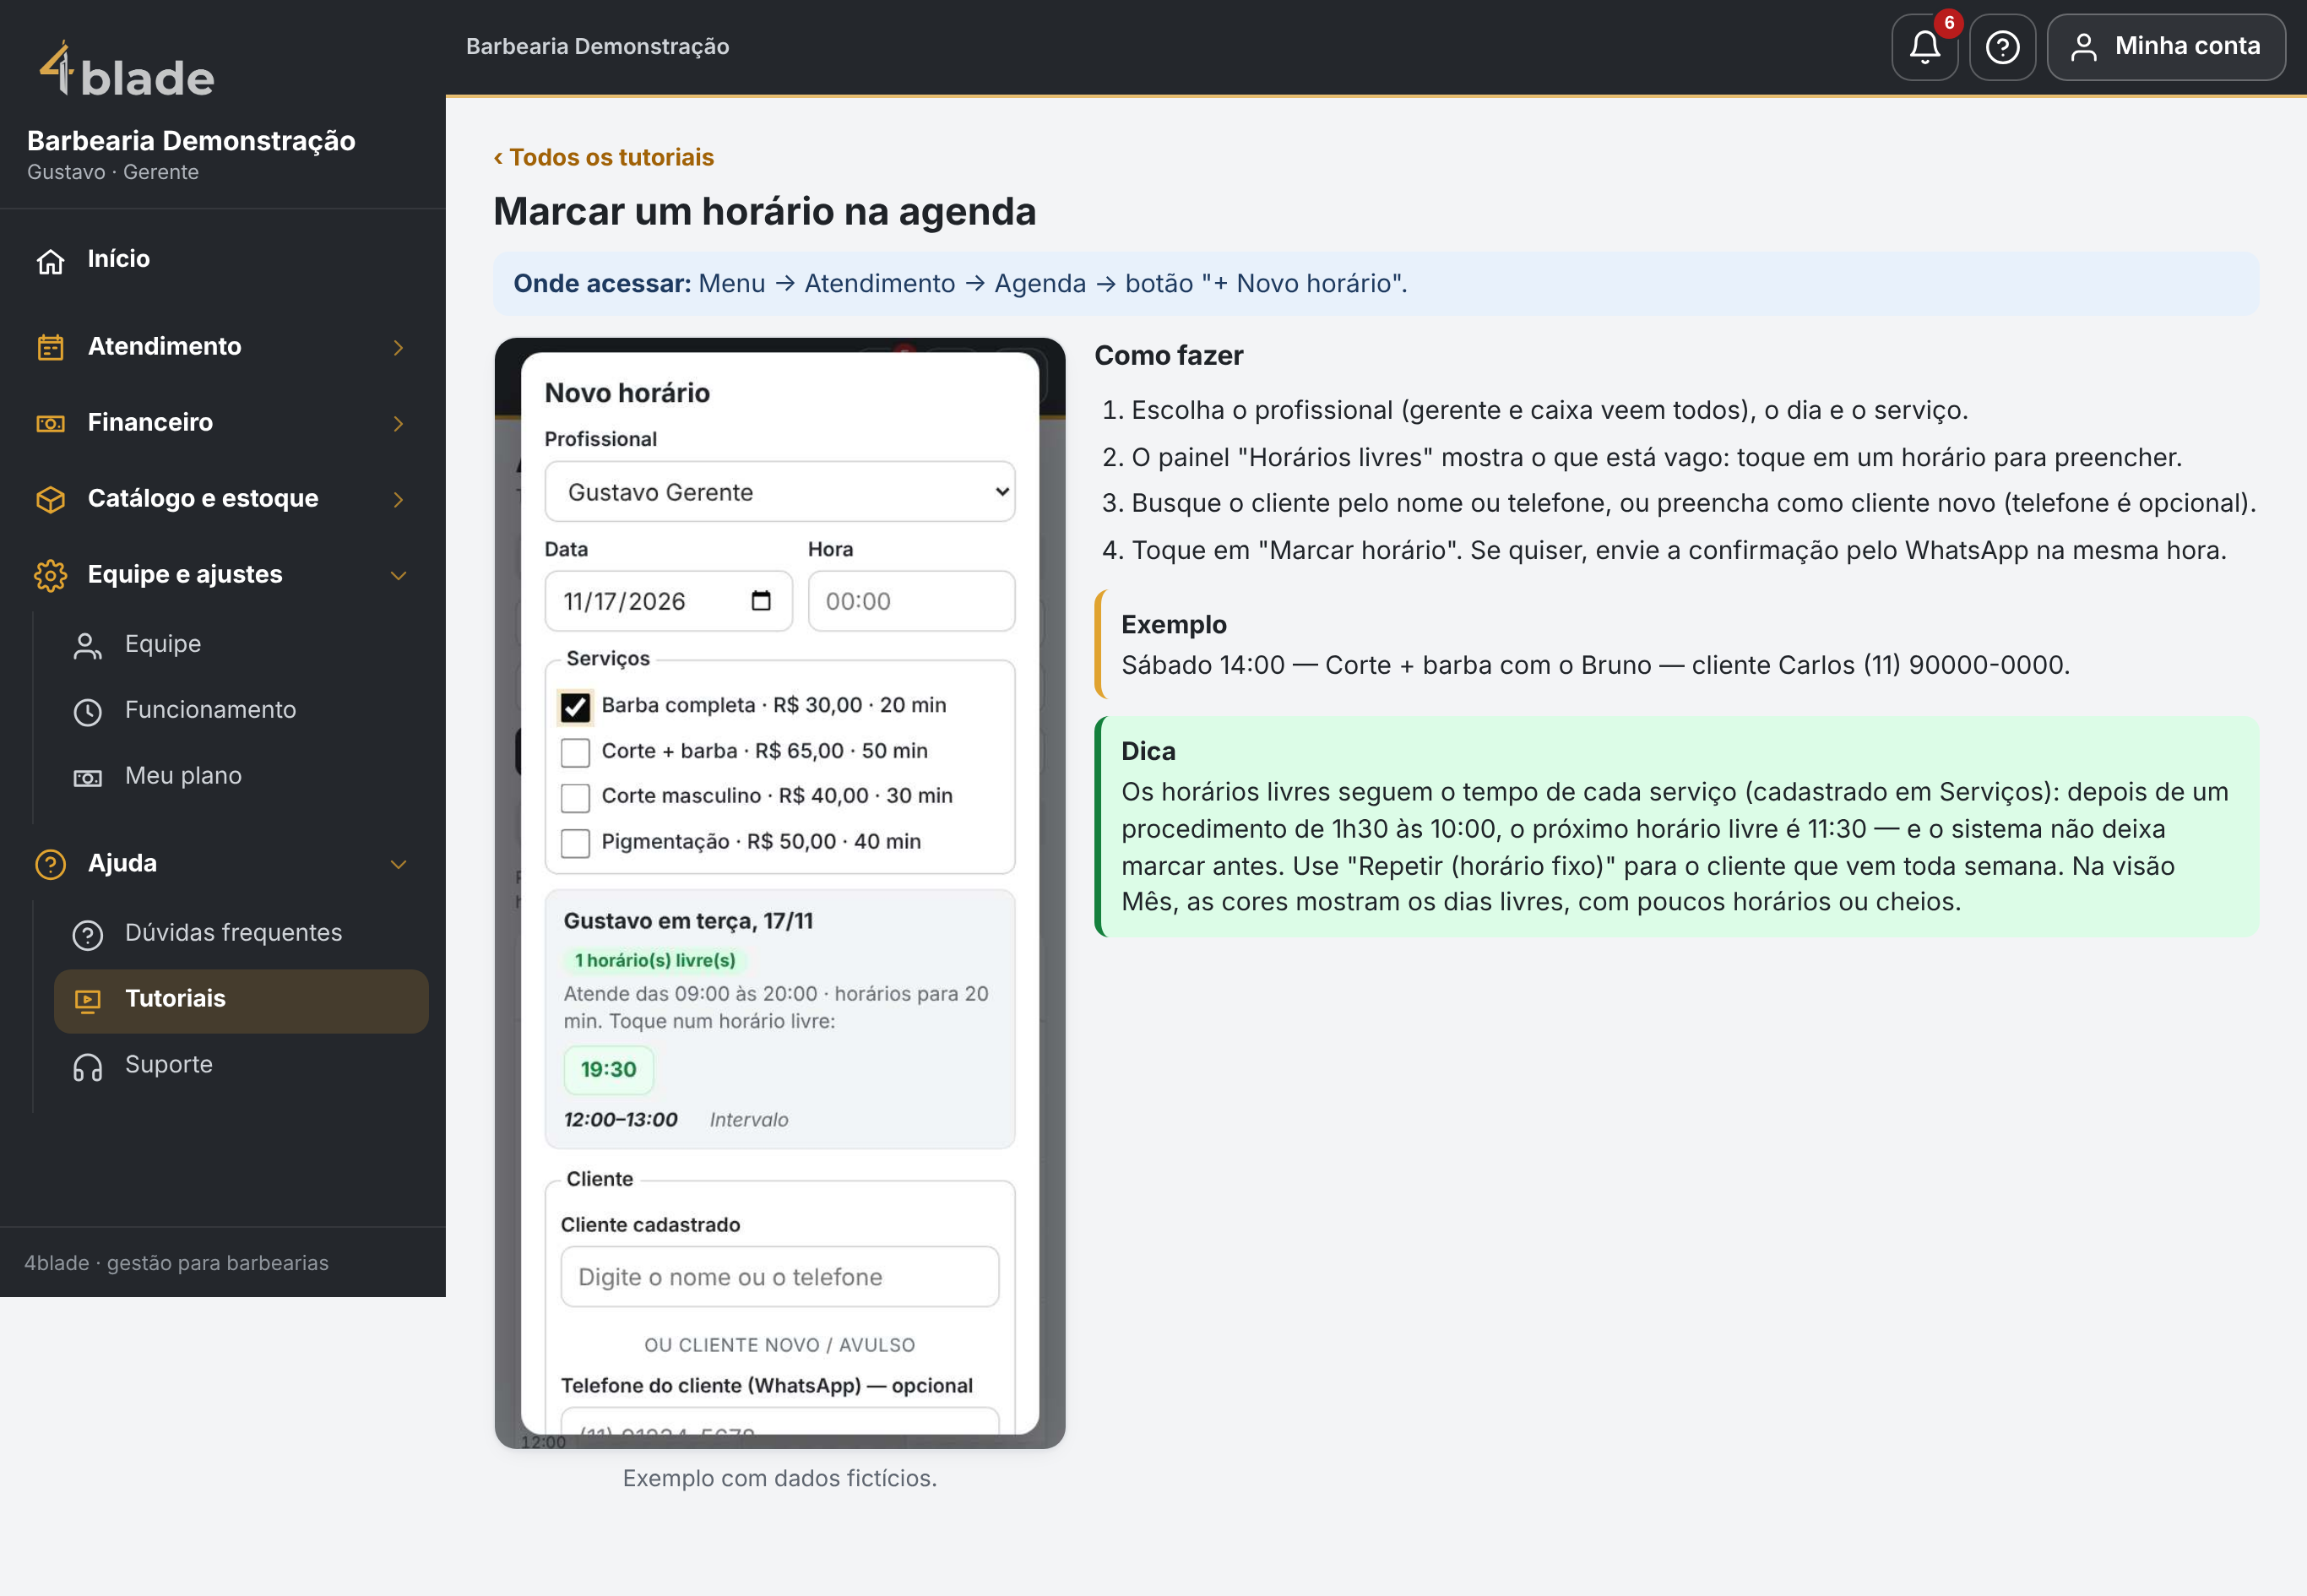 4blade
Barbearia Demonstração
Gustavo · Gerente
Início
Atendimento
Financeiro
Catálogo e estoque
Equipe e ajustes
Equipe
Funcionamento
Meu plano
Ajuda
Dúvidas frequentes
Tutoriais
Suporte
4blade · gestão para barbearias
Barbearia Demonstração
6
Minha conta
‹ Todos os tutoriais
Marcar um horário na agenda
Onde acessar: Menu → Atendimento → Agenda → botão "+ Novo horário".
Novo horário
Profissional
Gustavo Gerente
Data
Hora
11/17/2026
00:00
Serviços
Barba completa · R$ 30,00 · 20 min
Corte + barba · R$ 65,00 · 50 min
Corte masculino · R$ 40,00 · 30 min
Pigmentação · R$ 50,00 · 40 min
Gustavo em terça, 17/11
1 horário(s) livre(s)
Atende das 09:00 às 20:00 · horários para 20
min. Toque num horário livre:
19:30
12:00–13:00 Intervalo
Cliente
Cliente cadastrado
Digite o nome ou o telefone
OU CLIENTE NOVO / AVULSO
Telefone do cliente (WhatsApp) — opcional
12:00
Exemplo com dados fictícios.
Como fazer
1. Escolha o profissional (gerente e caixa veem todos), o dia e o serviço.
2. O painel "Horários livres" mostra o que está vago: toque em um horário para preencher.
3. Busque o cliente pelo nome ou telefone, ou preencha como cliente novo (telefone é opcional).
4. Toque em "Marcar horário". Se quiser, envie a confirmação pelo WhatsApp na mesma hora.
Exemplo
Sábado 14:00 — Corte + barba com o Bruno — cliente Carlos (11) 90000-0000.
Dica
Os horários livres seguem o tempo de cada serviço (cadastrado em Serviços): depois de um
procedimento de 1h30 às 10:00, o próximo horário livre é 11:30 — e o sistema não deixa
marcar antes. Use "Repetir (horário fixo)" para o cliente que vem toda semana. Na visão
Mês, as cores mostram os dias livres, com poucos horários ou cheios.